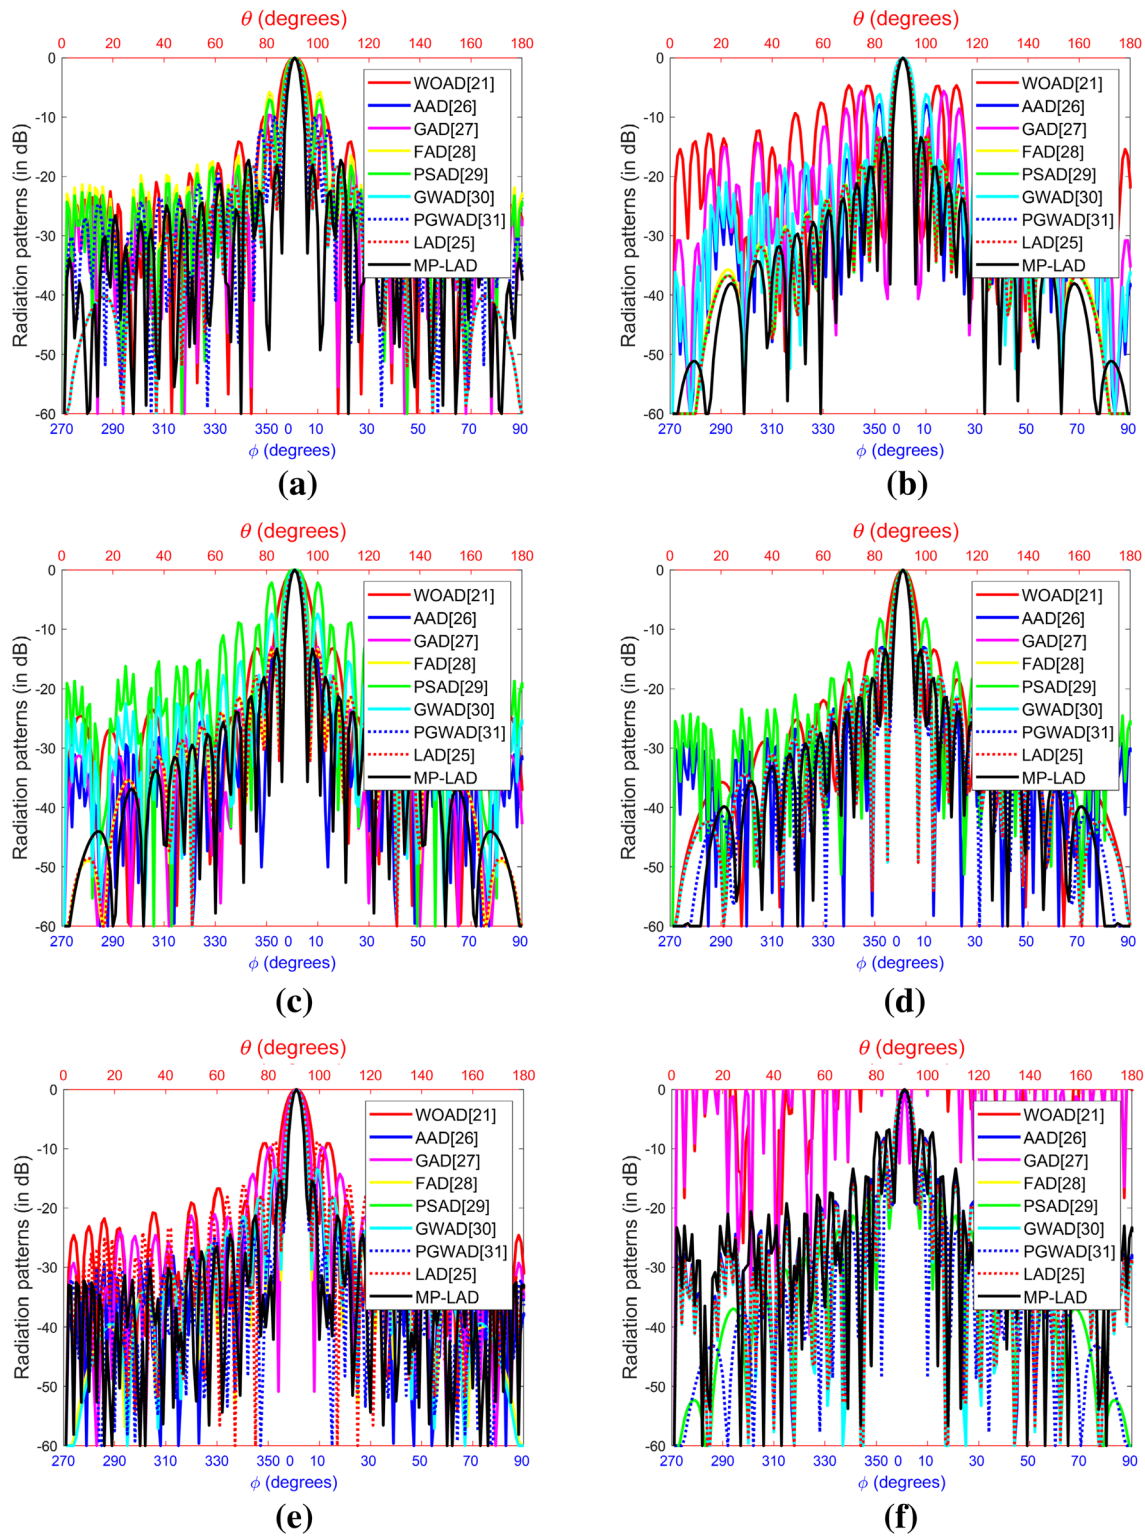 θ (degrees)
0 20 40 60 80 100 120 140 160 180
0
-10
-20
-30
-40
-50
-60
Radiation patterns (in dB)
WOAD[21]
AAD[26]
GAD[27]
FAD[28]
PSAD[29]
GWAD[30]
PGWAD[31]
LAD[25]
MP-LAD
270 290 310 330 350 0 10 30 50 70 90
ϕ (degrees)
(a)
θ (degrees)
0 20 40 60 80 100 120 140 160 180
0
-10
-20
-30
-40
-50
-60
Radiation patterns (in dB)
WOAD[21]
AAD[26]
GAD[27]
FAD[28]
PSAD[29]
GWAD[30]
PGWAD[31]
LAD[25]
MP-LAD
270 290 310 330 350 0 10 30 50 70 90
ϕ (degrees)
(b)
θ (degrees)
0 20 40 60 80 100 120 140 160 180
0
-10
-20
-30
-40
-50
-60
Radiation patterns (in dB)
WOAD[21]
AAD[26]
GAD[27]
FAD[28]
PSAD[29]
GWAD[30]
PGWAD[31]
LAD[25]
MP-LAD
270 290 310 330 350 0 10 30 50 70 90
ϕ (degrees)
(c)
θ (degrees)
0 20 40 60 80 100 120 140 160 180
0
-10
-20
-30
-40
-50
-60
Radiation patterns (in dB)
WOAD[21]
AAD[26]
GAD[27]
FAD[28]
PSAD[29]
GWAD[30]
PGWAD[31]
LAD[25]
MP-LAD
270 290 310 330 350 0 10 30 50 70 90
ϕ (degrees)
(d)
θ (degrees)
0 20 40 60 80 100 120 140 160 180
0
-10
-20
-30
-40
-50
-60
Radiation patterns (in dB)
WOAD[21]
AAD[26]
GAD[27]
FAD[28]
PSAD[29]
GWAD[30]
PGWAD[31]
LAD[25]
MP-LAD
270 290 310 330 350 0 10 30 50 70 90
ϕ (degrees)
(e)
θ (degrees)
0 20 40 60 80 100 120 140 160 180
0
-10
-20
-30
-40
-50
-60
Radiation patterns (in dB)
WOAD[21]
AAD[26]
GAD[27]
FAD[28]
PSAD[29]
GWAD[30]
PGWAD[31]
LAD[25]
MP-LAD
270 290 310 330 350 0 10 30 50 70 90
ϕ (degrees)
(f)